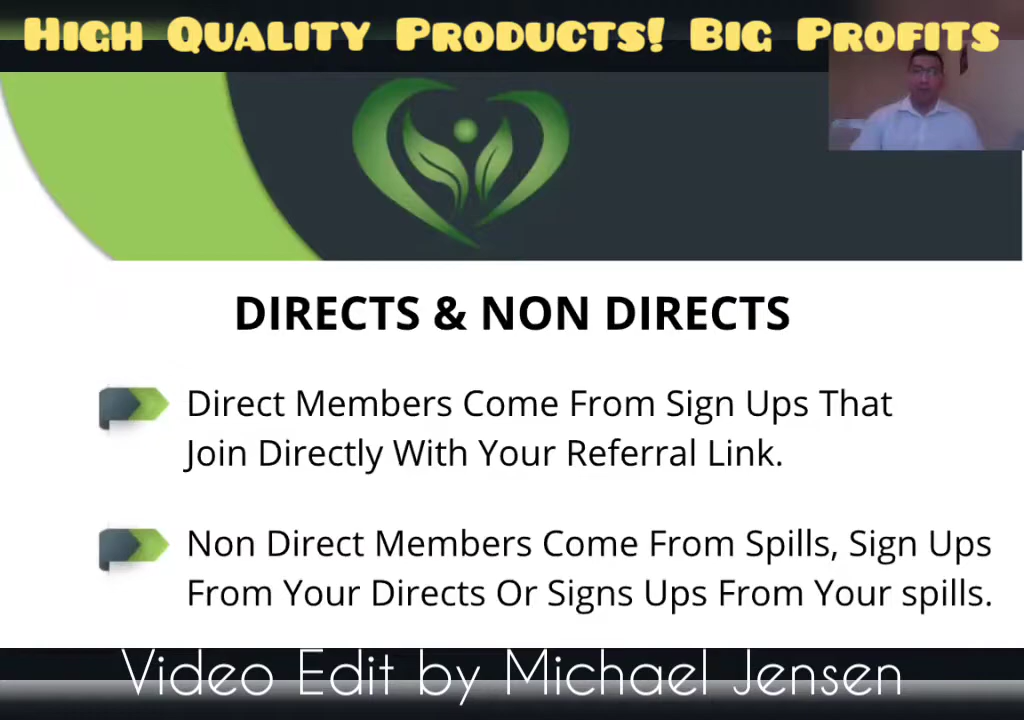 High Quality Products! Big Profits
DIRECTS & NON DIRECTS
Direct Members Come From Sign Ups That
Join Directly With Your Referral Link.
Non Direct Members Come From Spills, Sign Ups
From Your Directs Or Signs Ups From Your spills.
Video Edit by Michael Jensen